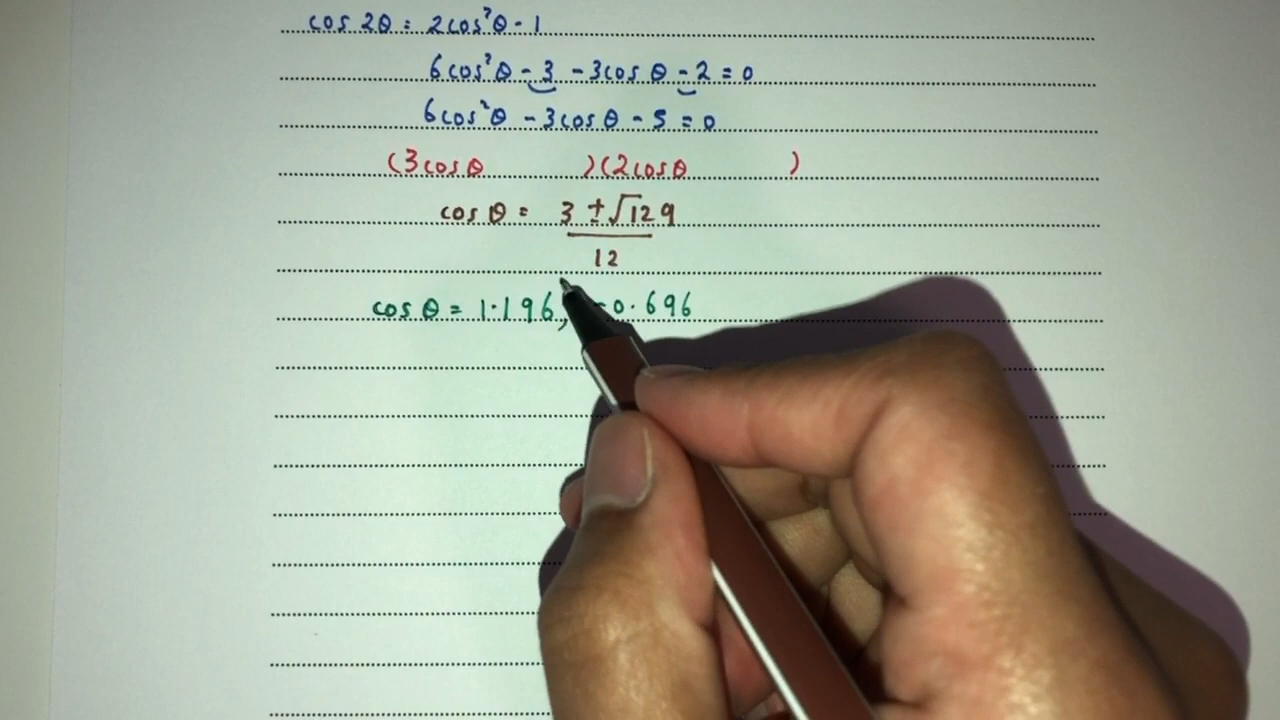 cos 2θ = 2cos²θ - 1
6cos²θ - 3 - 3cos θ - 2 = 0
6cos²θ - 3cos θ - 5 = 0
(3cos θ )(2cos θ )
cos θ = 3 ± √129
12
cos θ = 1.196, -0.696